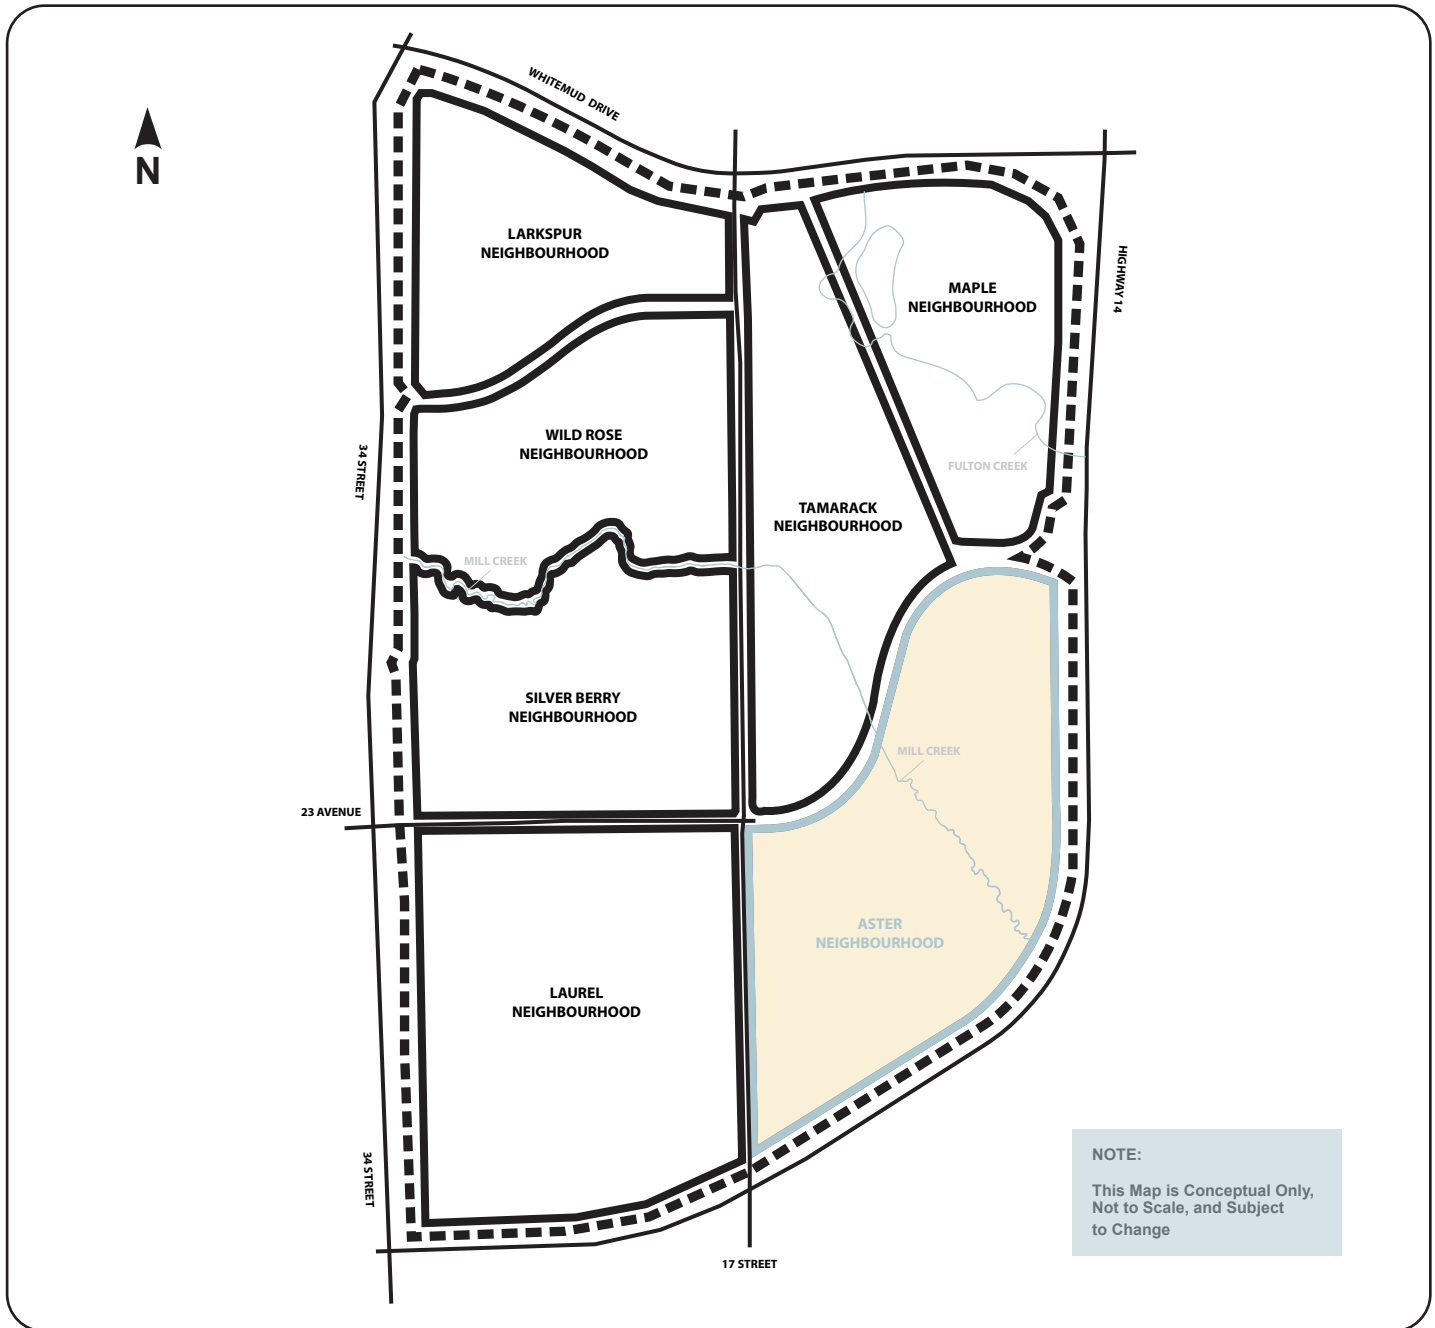 WHITEMUD DRIVE
N
LARKSPUR
NEIGHBOURHOOD
HIGHWAY 14
MAPLE
NEIGHBOURHOOD
34 STREET
WILD ROSE
NEIGHBOURHOOD
FULTON CREEK
TAMARACK
NEIGHBOURHOOD
MILL CREEK
SILVER BERRY
NEIGHBOURHOOD
MILL CREEK
23 AVENUE
ASTER
NEIGHBOURHOOD
LAUREL
NEIGHBOURHOOD
34 STREET
NOTE:
This Map is Conceptual Only,
Not to Scale, and Subject
to Change
17 STREET